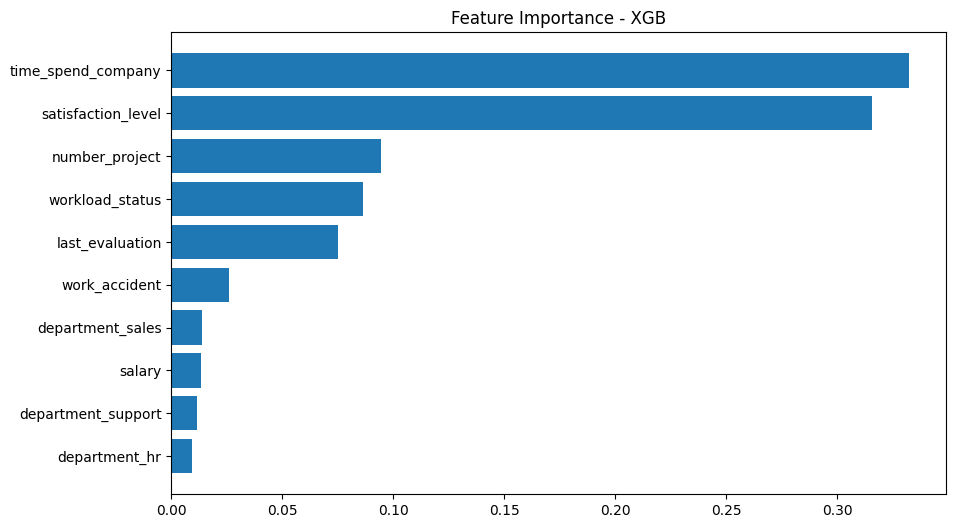 Feature Importance - XGB
time_spend_company
satisfaction_level
number_project
workload_status
last_evaluation
work_accident
department_sales
salary
department_support
department_hr
0.00 0.05 0.10 0.15 0.20 0.25 0.30